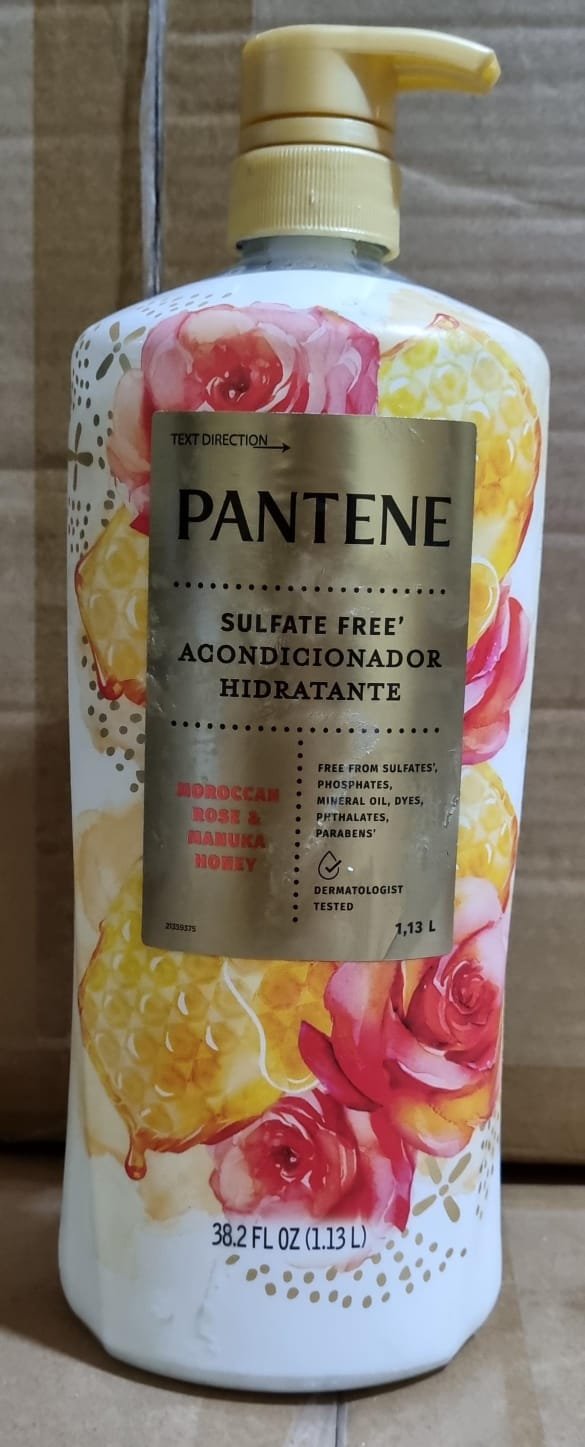 TEXT DIRECTION
PANTENE
SULFATE FREE'
ACONDICIONADOR
HIDRATANTE
MOROCCAN
ROSE &
MANUKA
HONEY
FREE FROM SULFATES',
PHOSPHATES,
MINERAL OIL, DYES,
PHTHALATES,
PARABENS'
DERMATOLOGIST
TESTED
21339375
1,13 L
38.2 FL OZ (1.13 L)